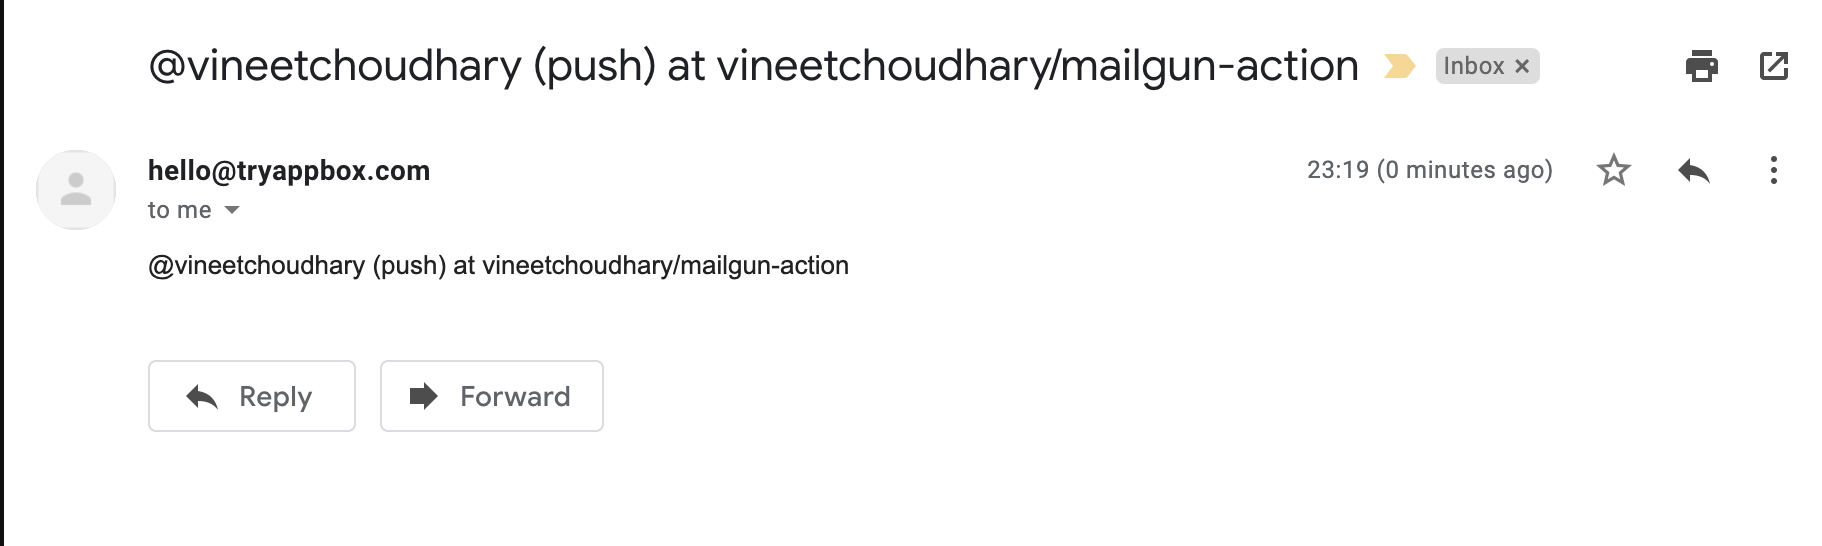 @vineetchoudhary (push) at vineetchoudhary/mailgun-action
Inbox ×
hello@tryappbox.com
23:19 (0 minutes ago)
to me
@vineetchoudhary (push) at vineetchoudhary/mailgun-action
Reply
Forward